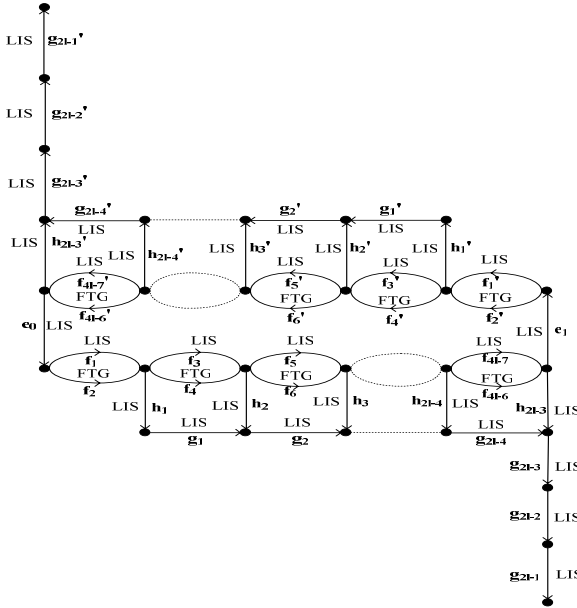 LIS g2l-1'
LIS g2l-2'
LIS g2l-3'
g2l-4' g2' g1'
LIS LIS LIS
LIS h2l-3' LIS h2l-4' LIS h3' LIS h2' LIS h1'
LIS LIS LIS LIS
f4l-7' f5' f3' f1'
FTG FTG FTG FTG
f4l-6' f6' f4' f2'
e0 LIS LIS e1
LIS LIS LIS LIS
f1 f3 f5 f4l-7
FTG FTG FTG FTG
f2 f4 f6 f4l-6
LIS h1 LIS h2 LIS h3 h2l-4 LIS h2l-3 LIS
LIS LIS LIS
g1 g2 g2l-4
g2l-3 LIS
g2l-2 LIS
g2l-1 LIS